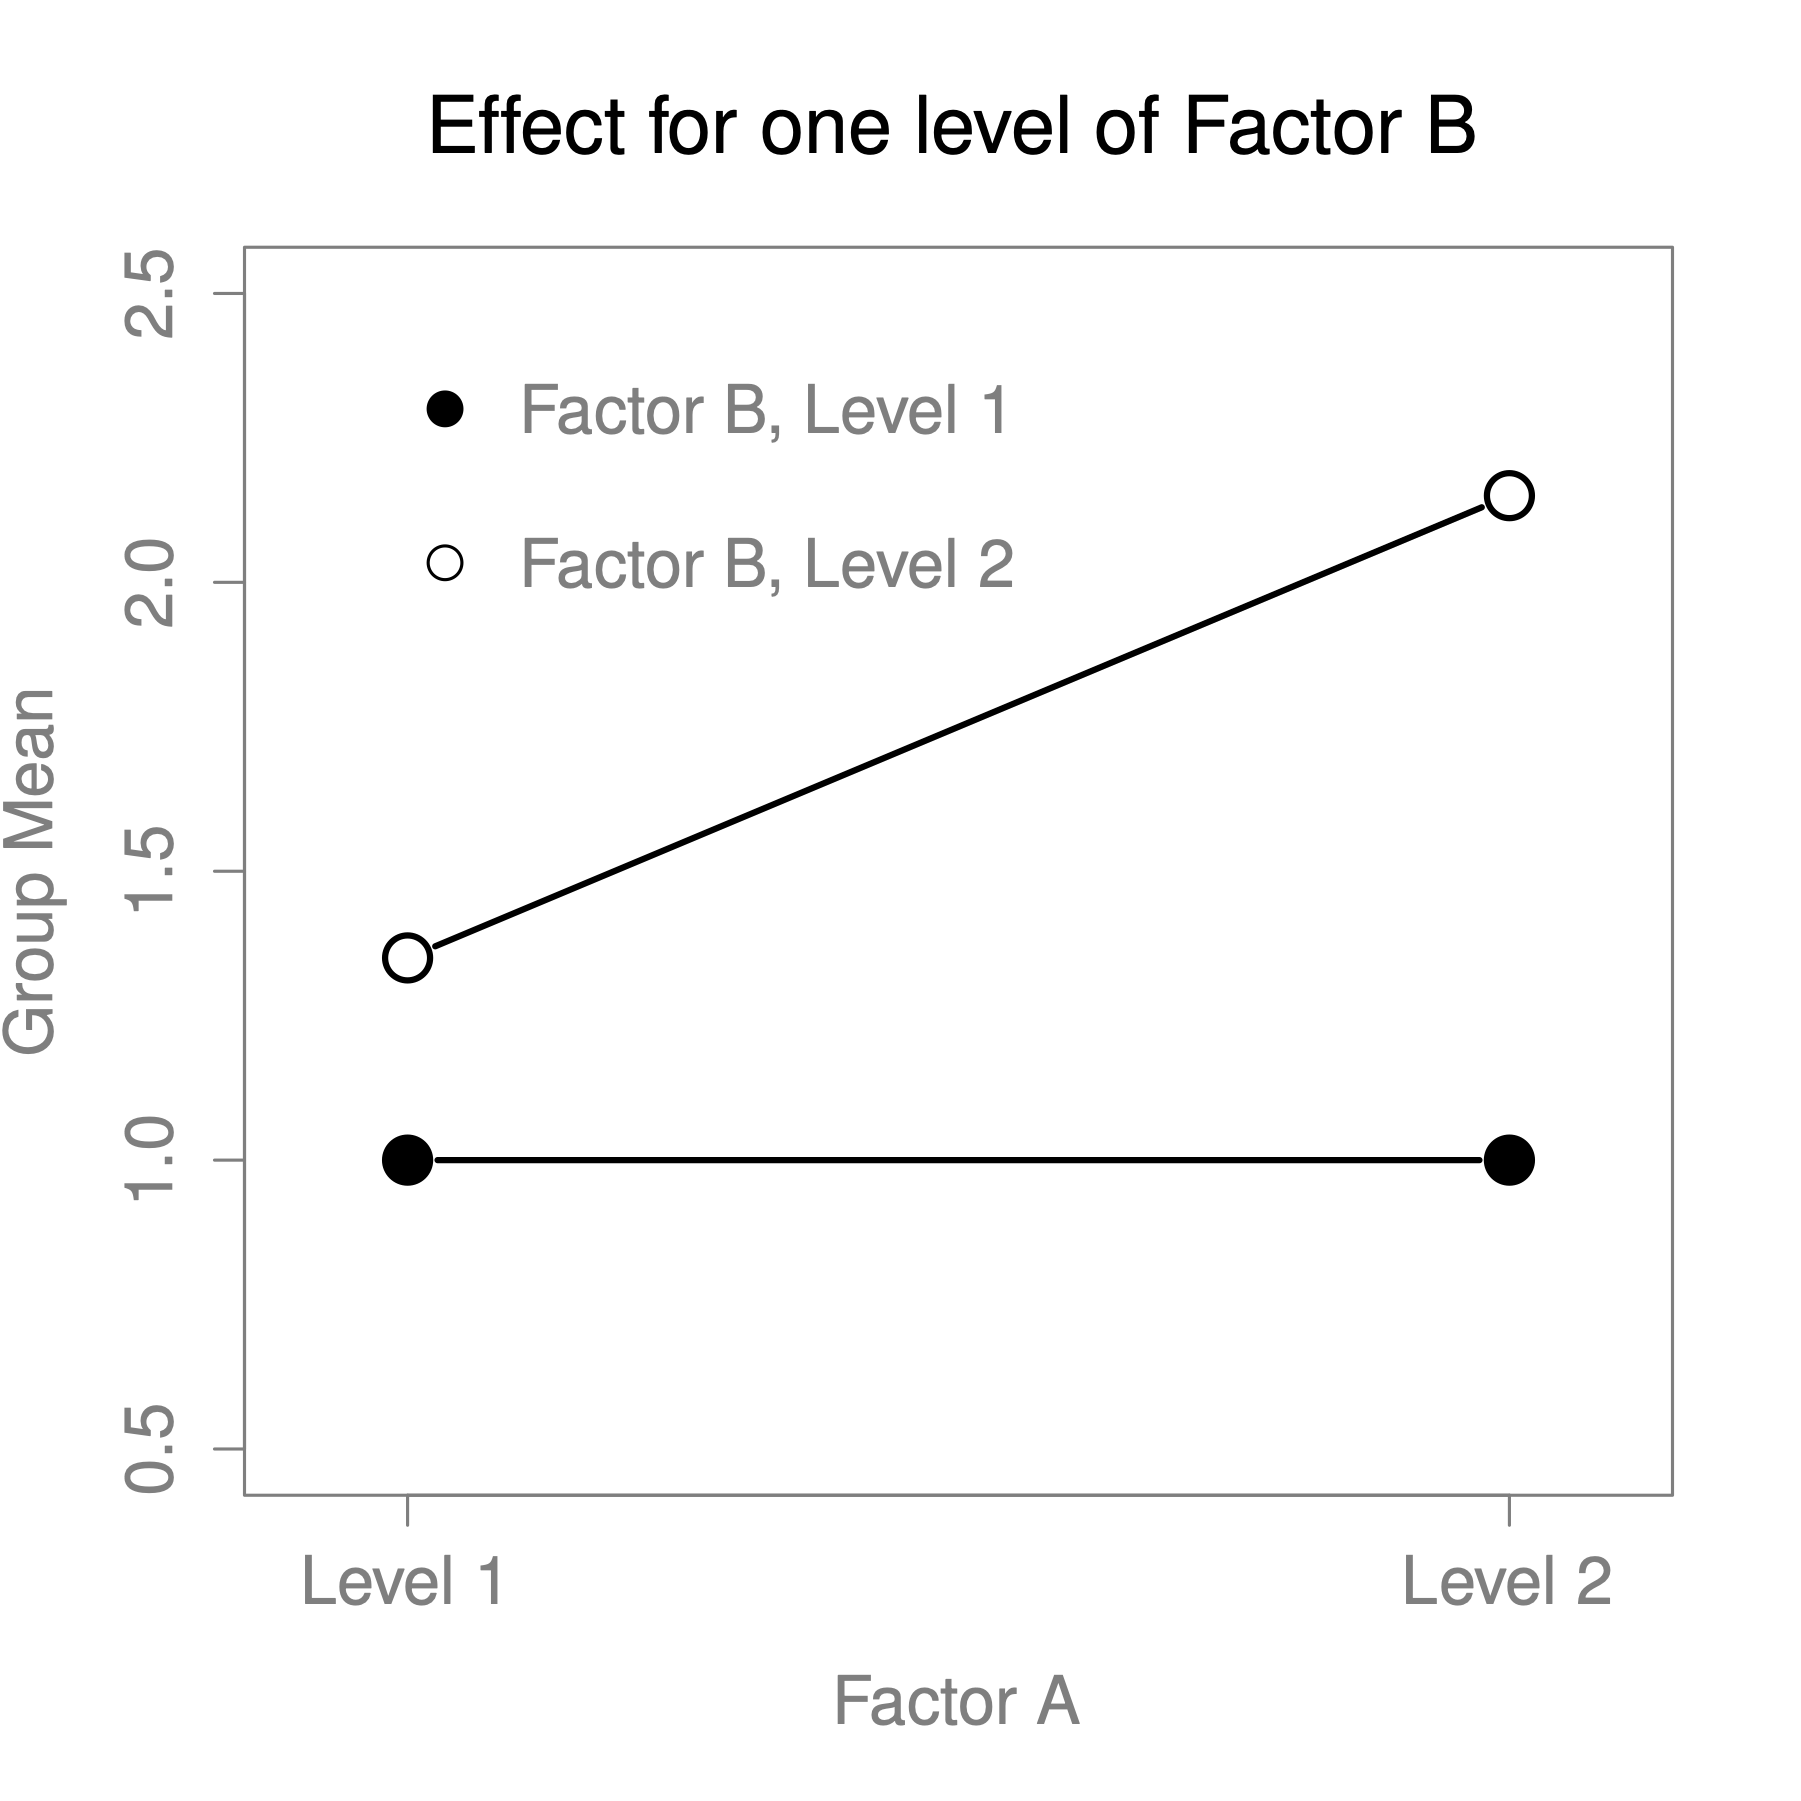 Effect for one level of Factor B
2.5
2.0
1.5
1.0
0.5
Group Mean
Factor B, Level 1
Factor B, Level 2
Level 1
Level 2
Factor A